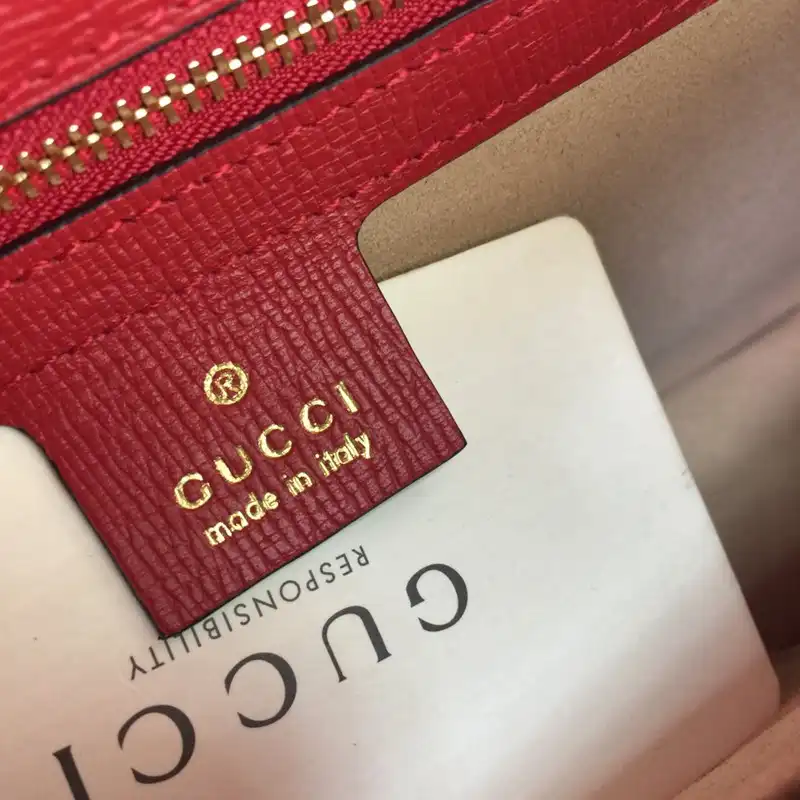 ®
GUCCI
made in italy
RESPONSIBILITY
GUCCI